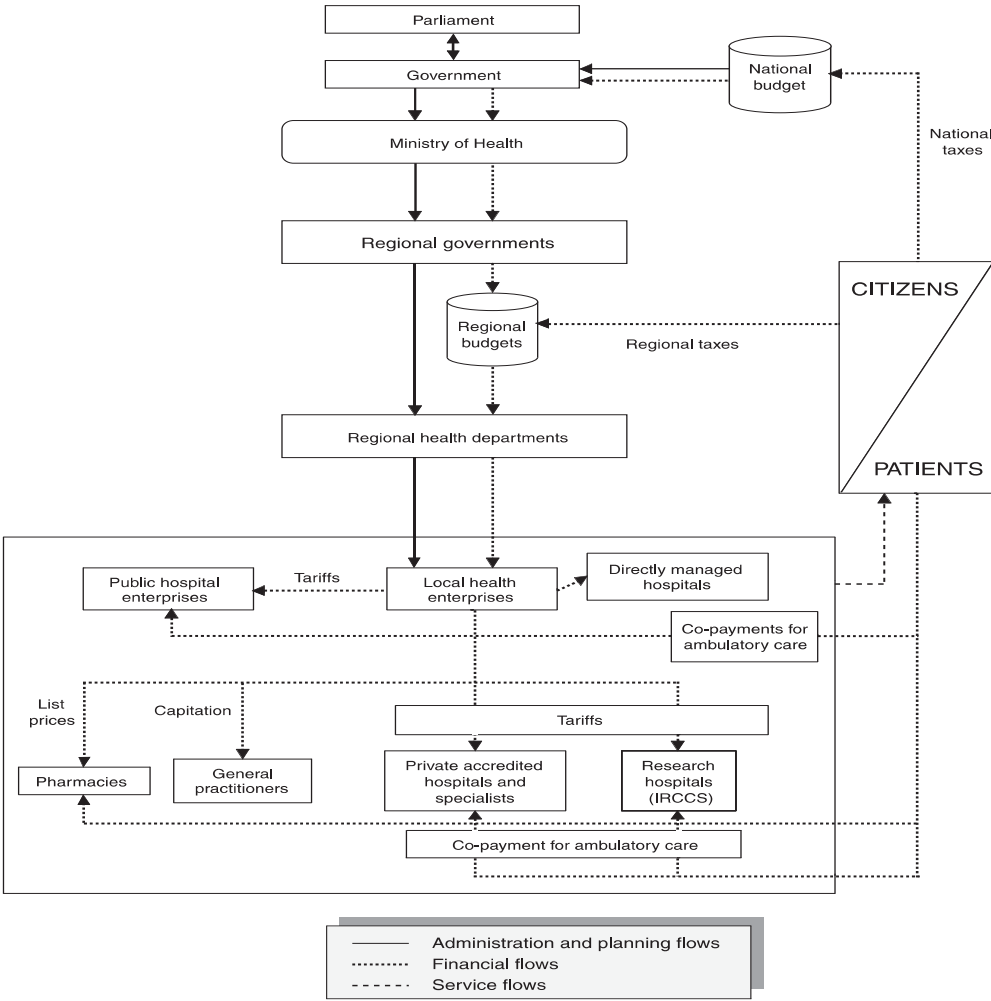 Parliament
Government
National
budget
National
taxes
Ministry of Health
Regional governments
CITIZENS
Regional
budgets
Regional taxes
Regional health departments
PATIENTS
Public hospital
enterprises
Tariffs
Local health
enterprises
Directly managed
hospitals
Co-payments for
ambulatory care
List
prices
Capitation
Tariffs
Pharmacies
General
practitioners
Private accredited
hospitals and
specialists
Research
hospitals
(IRCCS)
Co-payment for ambulatory care
Administration and planning flows
Financial flows
Service flows